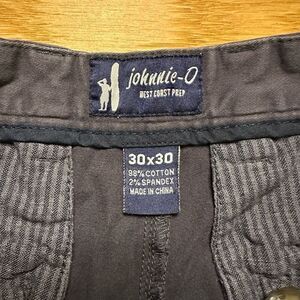 johnnie-O
WEST COAST PREP
30x30
98% COTTON
2% SPANDEX
MADE IN CHINA